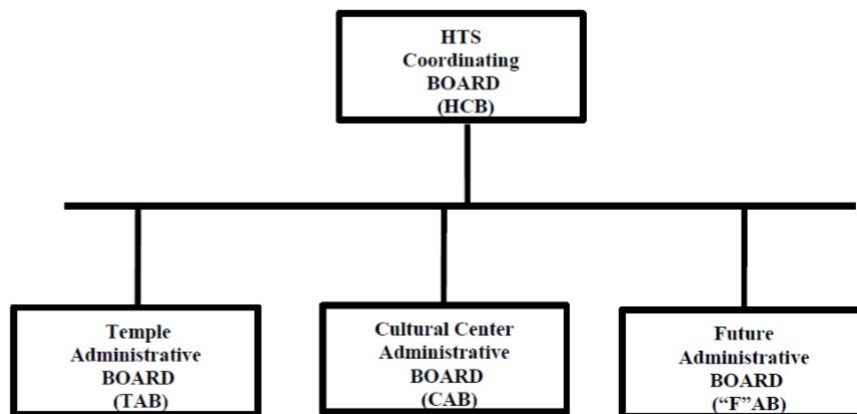 HTS
Coordinating
BOARD
(HCB)
Temple
Administrative
BOARD
(TAB)
Cultural Center
Administrative
BOARD
(CAB)
Future
Administrative
BOARD
(“F”AB)